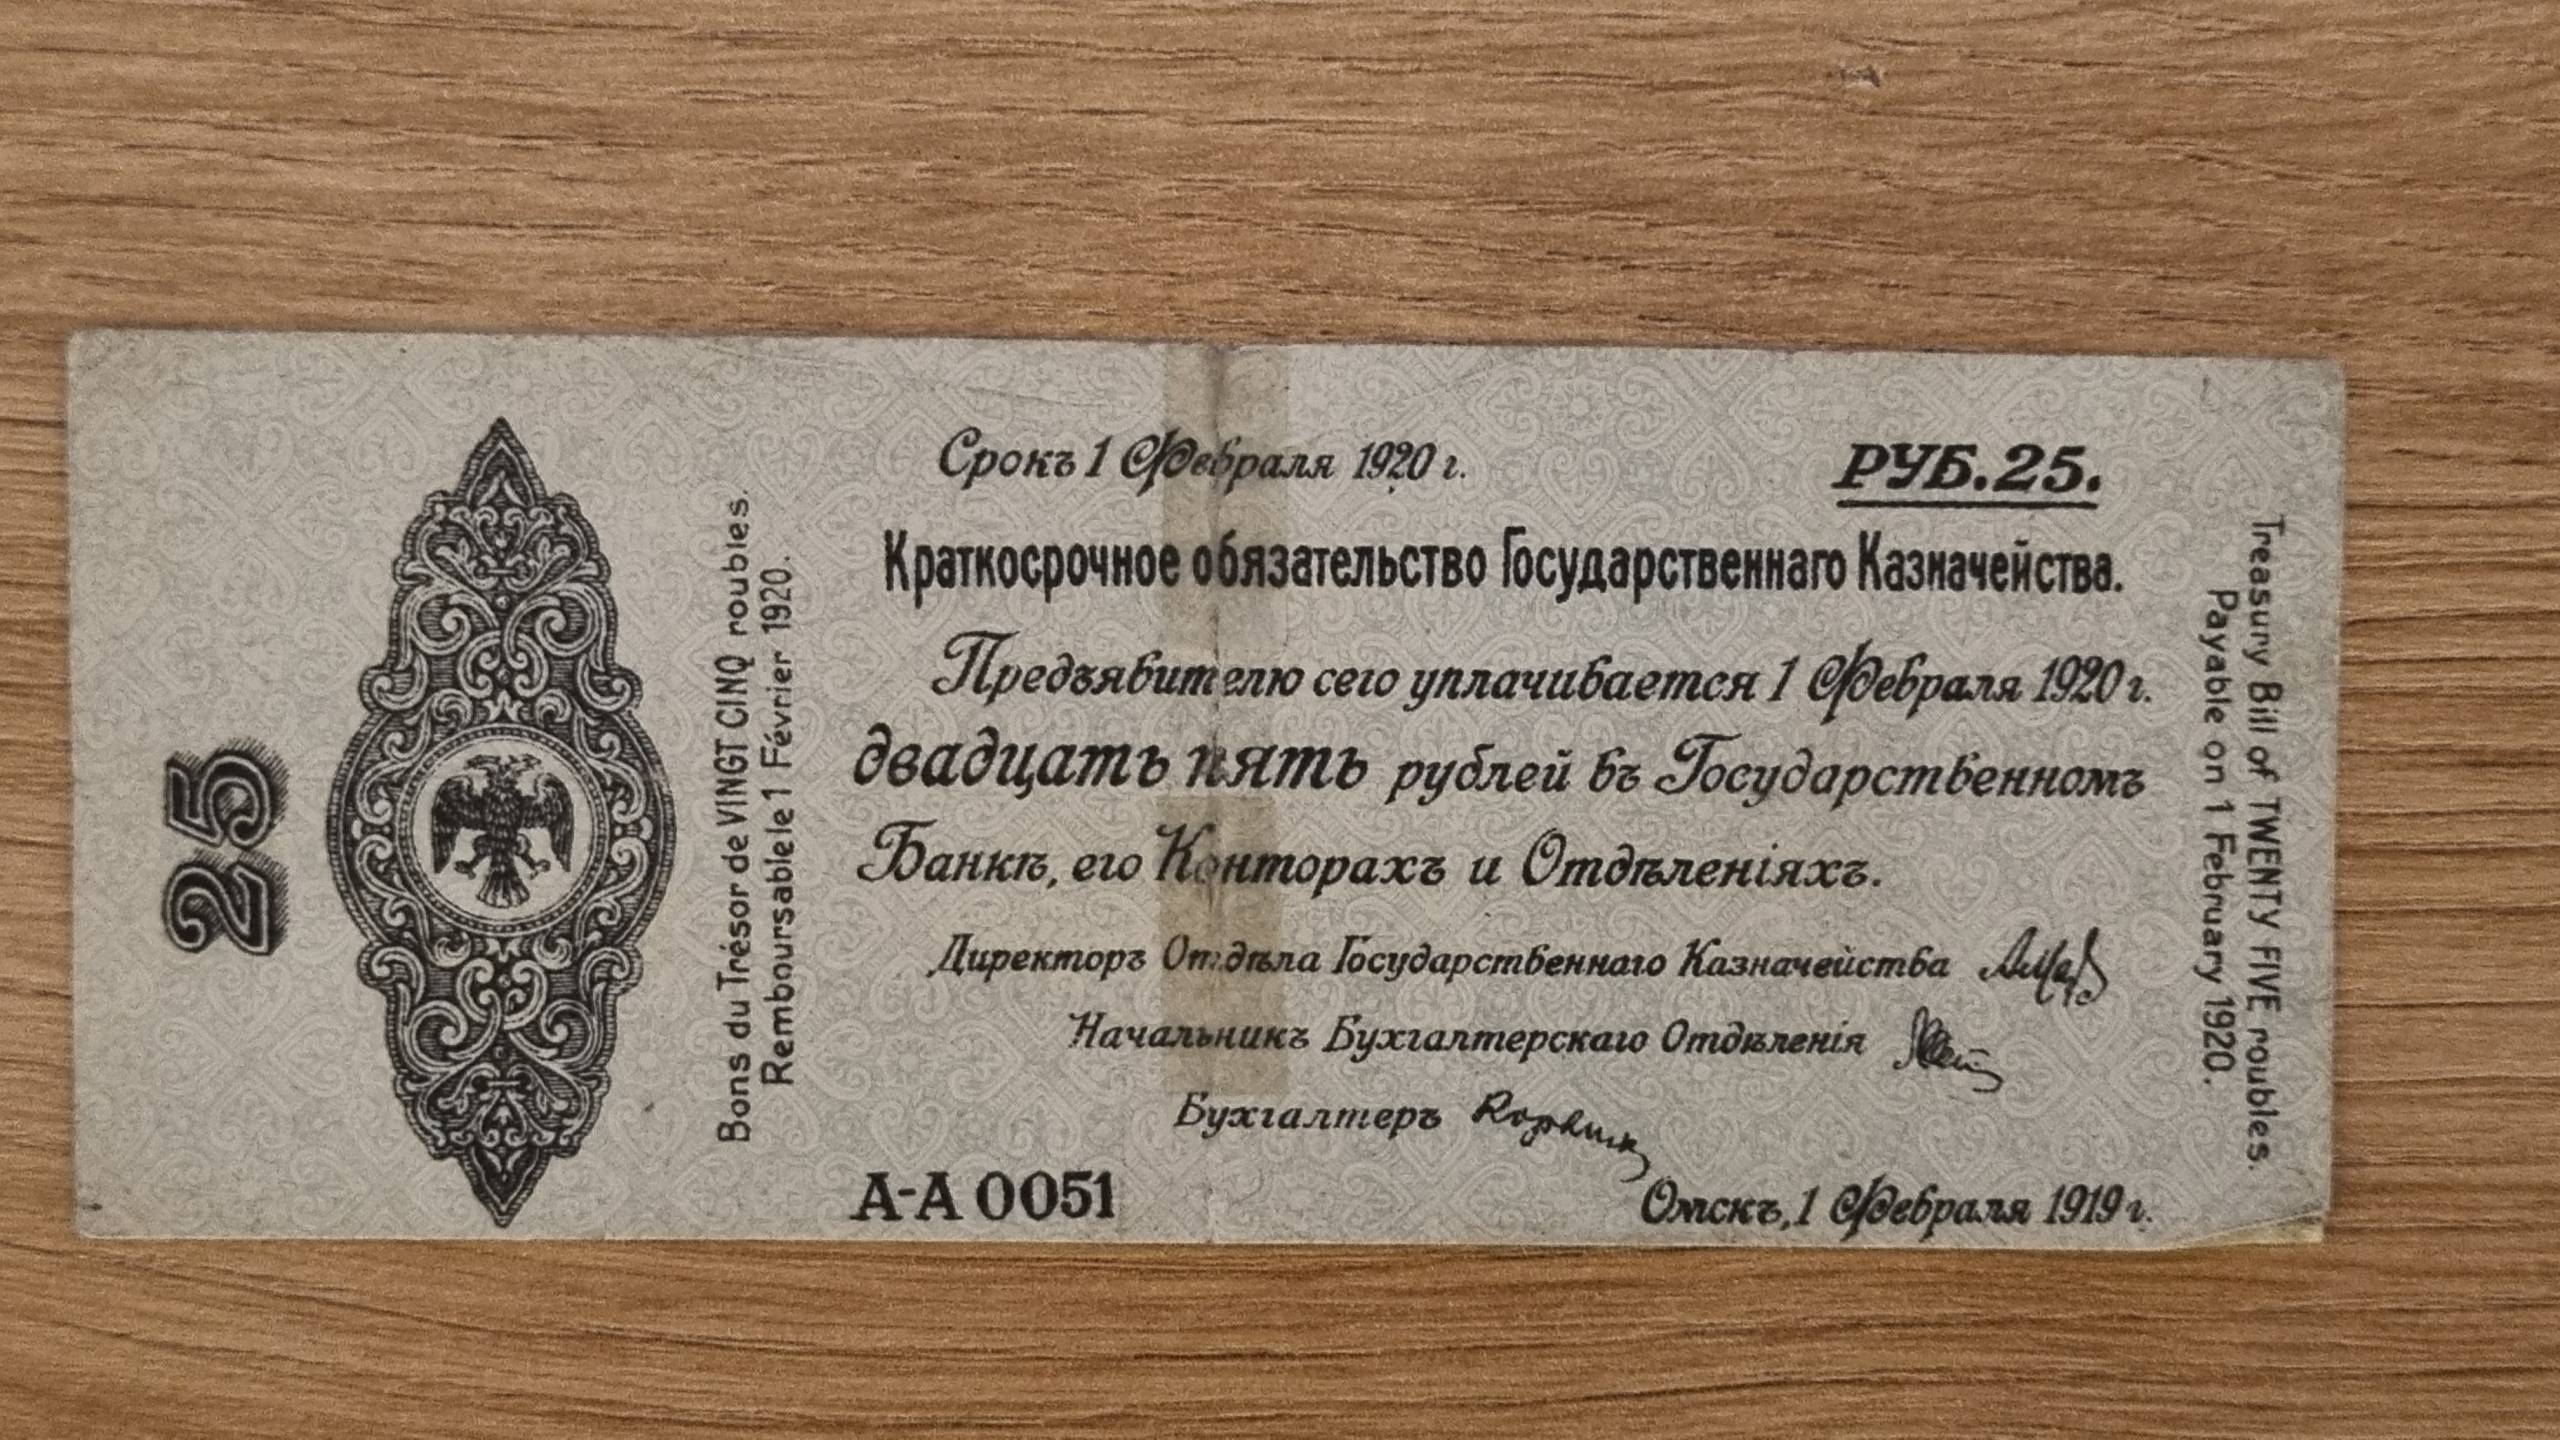 25
Bons du Trésor de VINGT CINQ roubles.
Remboursable le 1 Février 1920.
Срокъ 1 Февраля 1920 г.
РУБ. 25.
Краткосрочное обязательство Государственнаго Казначейства.
Предъявителю сего уплачивается 1 Февраля 1920 г.
двадцать пять рублей въ Государственномъ
Банкѣ, его Конторахъ и Отдѣленіяхъ.
Директоръ Отдѣла Государственнаго Казначейства
Начальникъ Бухгалтерскаго Отдѣленія
Бухгалтеръ
А-А 0051
Омскъ, 1 Февраля 1919 г.
Treasury Bill of TWENTY FIVE roubles.
Payable on 1 February 1920.